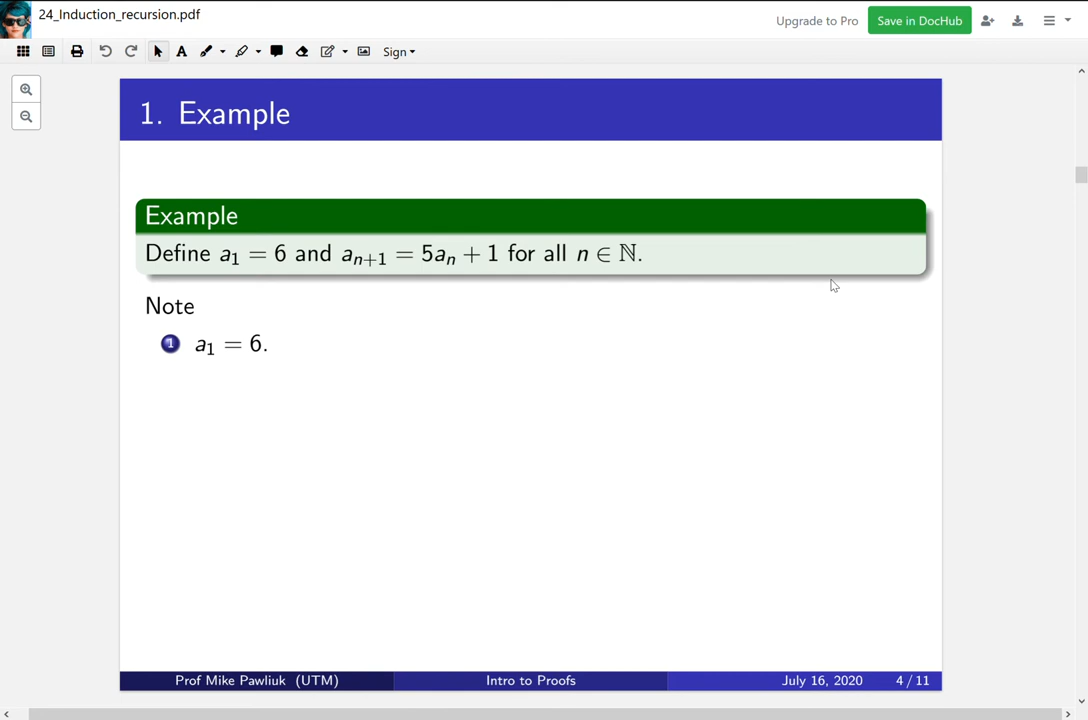 24_Induction_recursion.pdf
Upgrade to Pro
Save in DocHub
A
Sign
1. Example
Example
Define a₁ = 6 and aₙ₊₁ = 5aₙ + 1 for all n ∈ ℕ.
Note
1 a₁ = 6.
Prof Mike Pawliuk (UTM) Intro to Proofs July 16, 2020 4 / 11